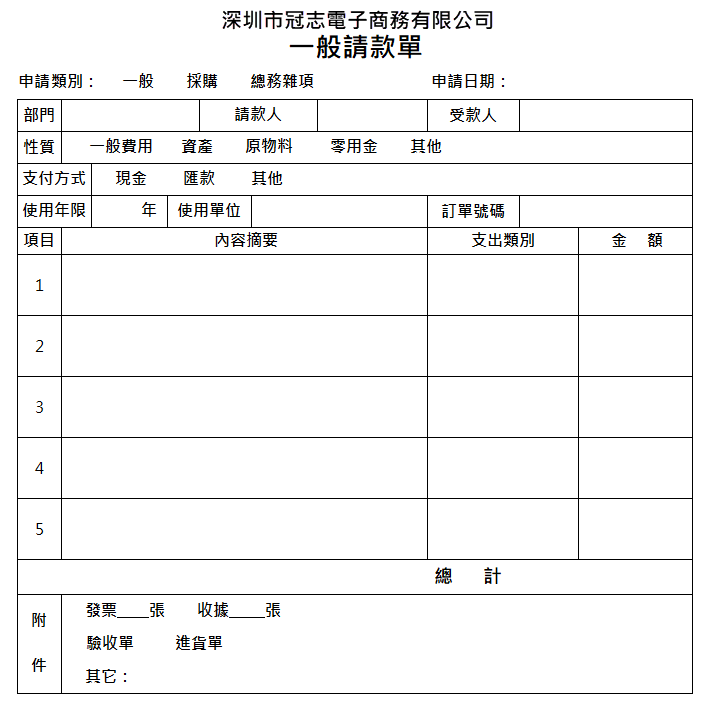 深圳市冠志電子商務有限公司
一般請款單
申請類別： 一般 採購 總務雜項 申請日期：
部門 請款人 受款人
性質 一般費用 資產 原物料 零用金 其他
支付方式 現金 匯款 其他
使用年限 年 使用單位 訂單號碼
項目 內容摘要 支出類別 金 額
1
2
3
4
5
總 計
附件
發票____張 收據_____張
驗收單 進貨單
其它：